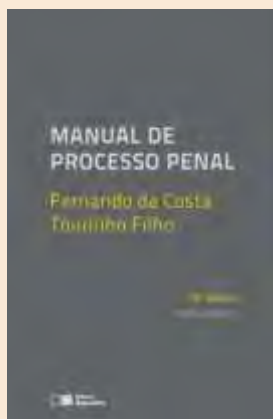 MANUAL DE
PROCESSO PENAL
Fernando da Costa
Tourinho Filho